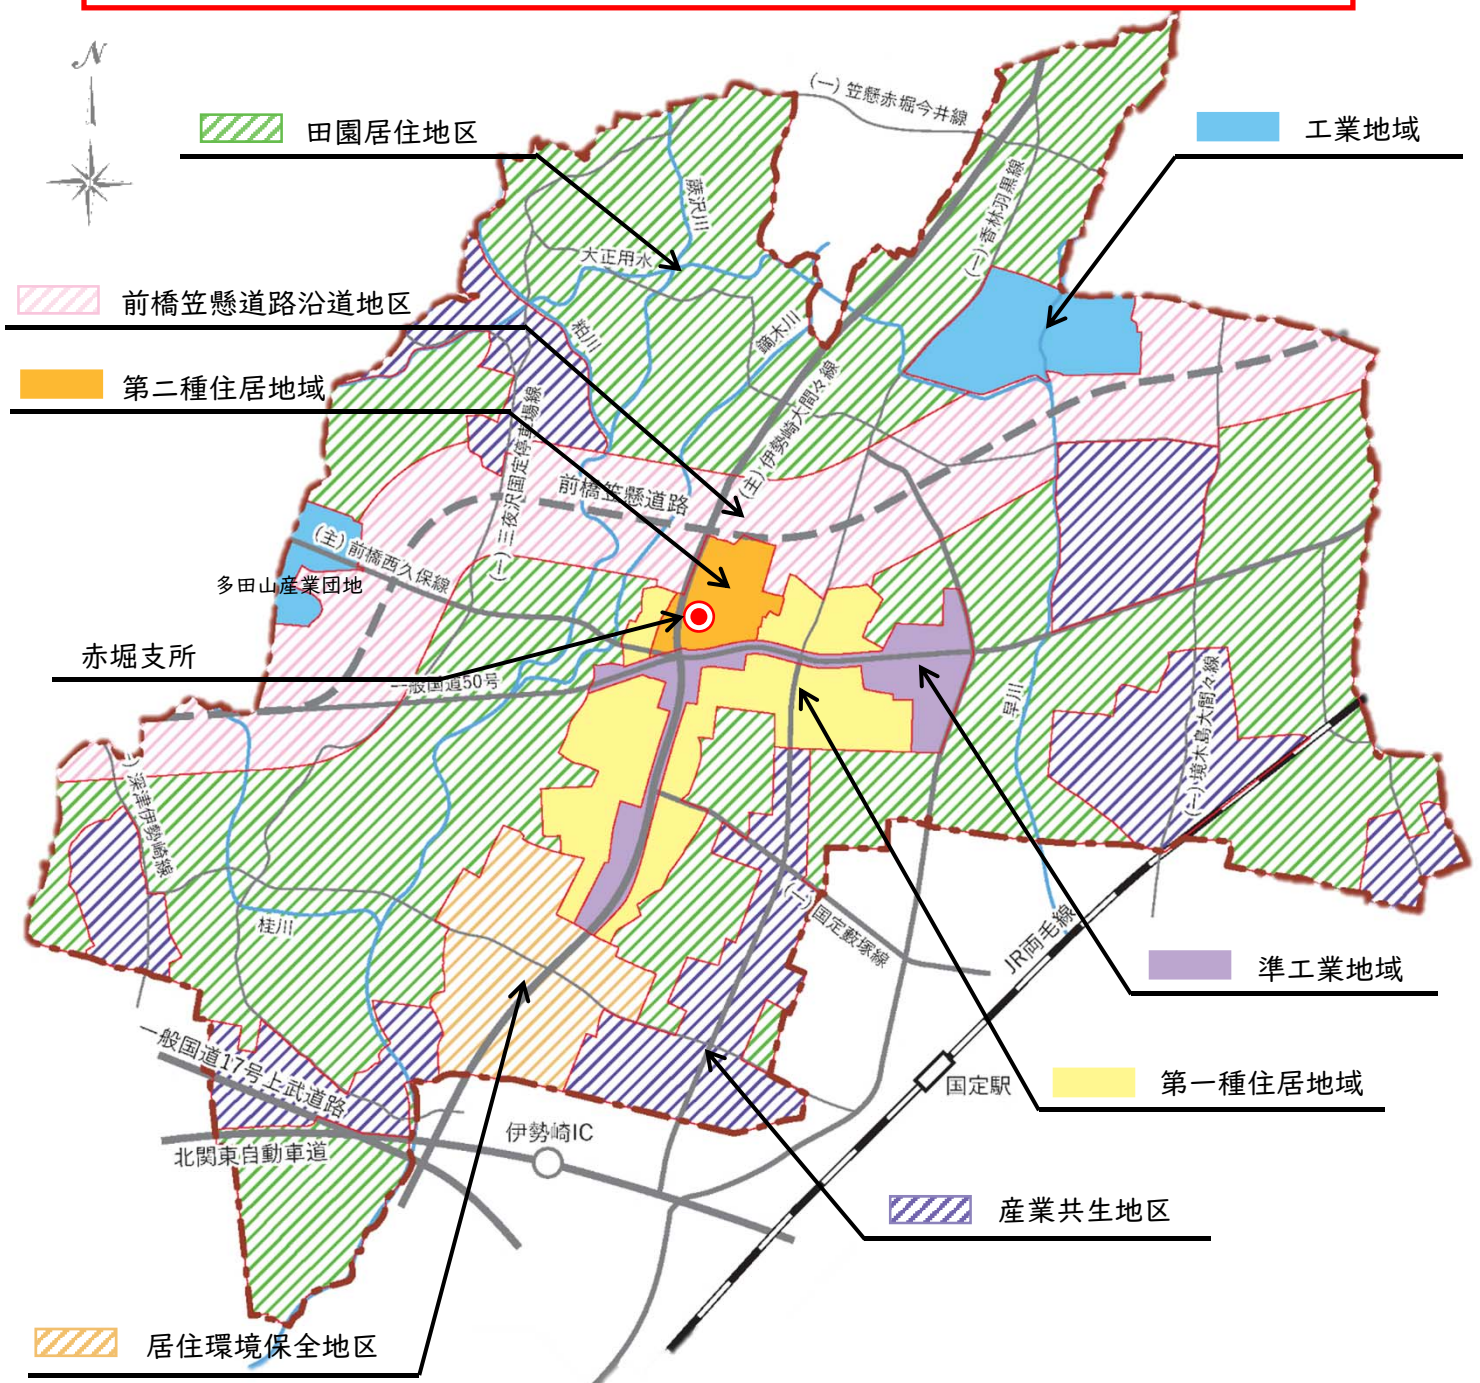 N
(一)笠懸赤堀今井線
田園居住地区
工業地域
蕨沢川
(一)香林羽黒線
大正用水
前橋笠懸道路沿道地区
粕川
鏑木川
第二種住居地域
(主)伊勢崎大間々線
(一)三夜沢国定停車場線
前橋笠懸道路
(主)前橋西久保線
多田山産業団地
赤堀支所
一般国道50号
早川
(一)境木島大間々線
(一)深津伊勢崎線
(一)国定藪塚線
桂川
JR両毛線
準工業地域
一般国道17号上武道路
国定駅
第一種住居地域
伊勢崎IC
北関東自動車道
産業共生地区
居住環境保全地区